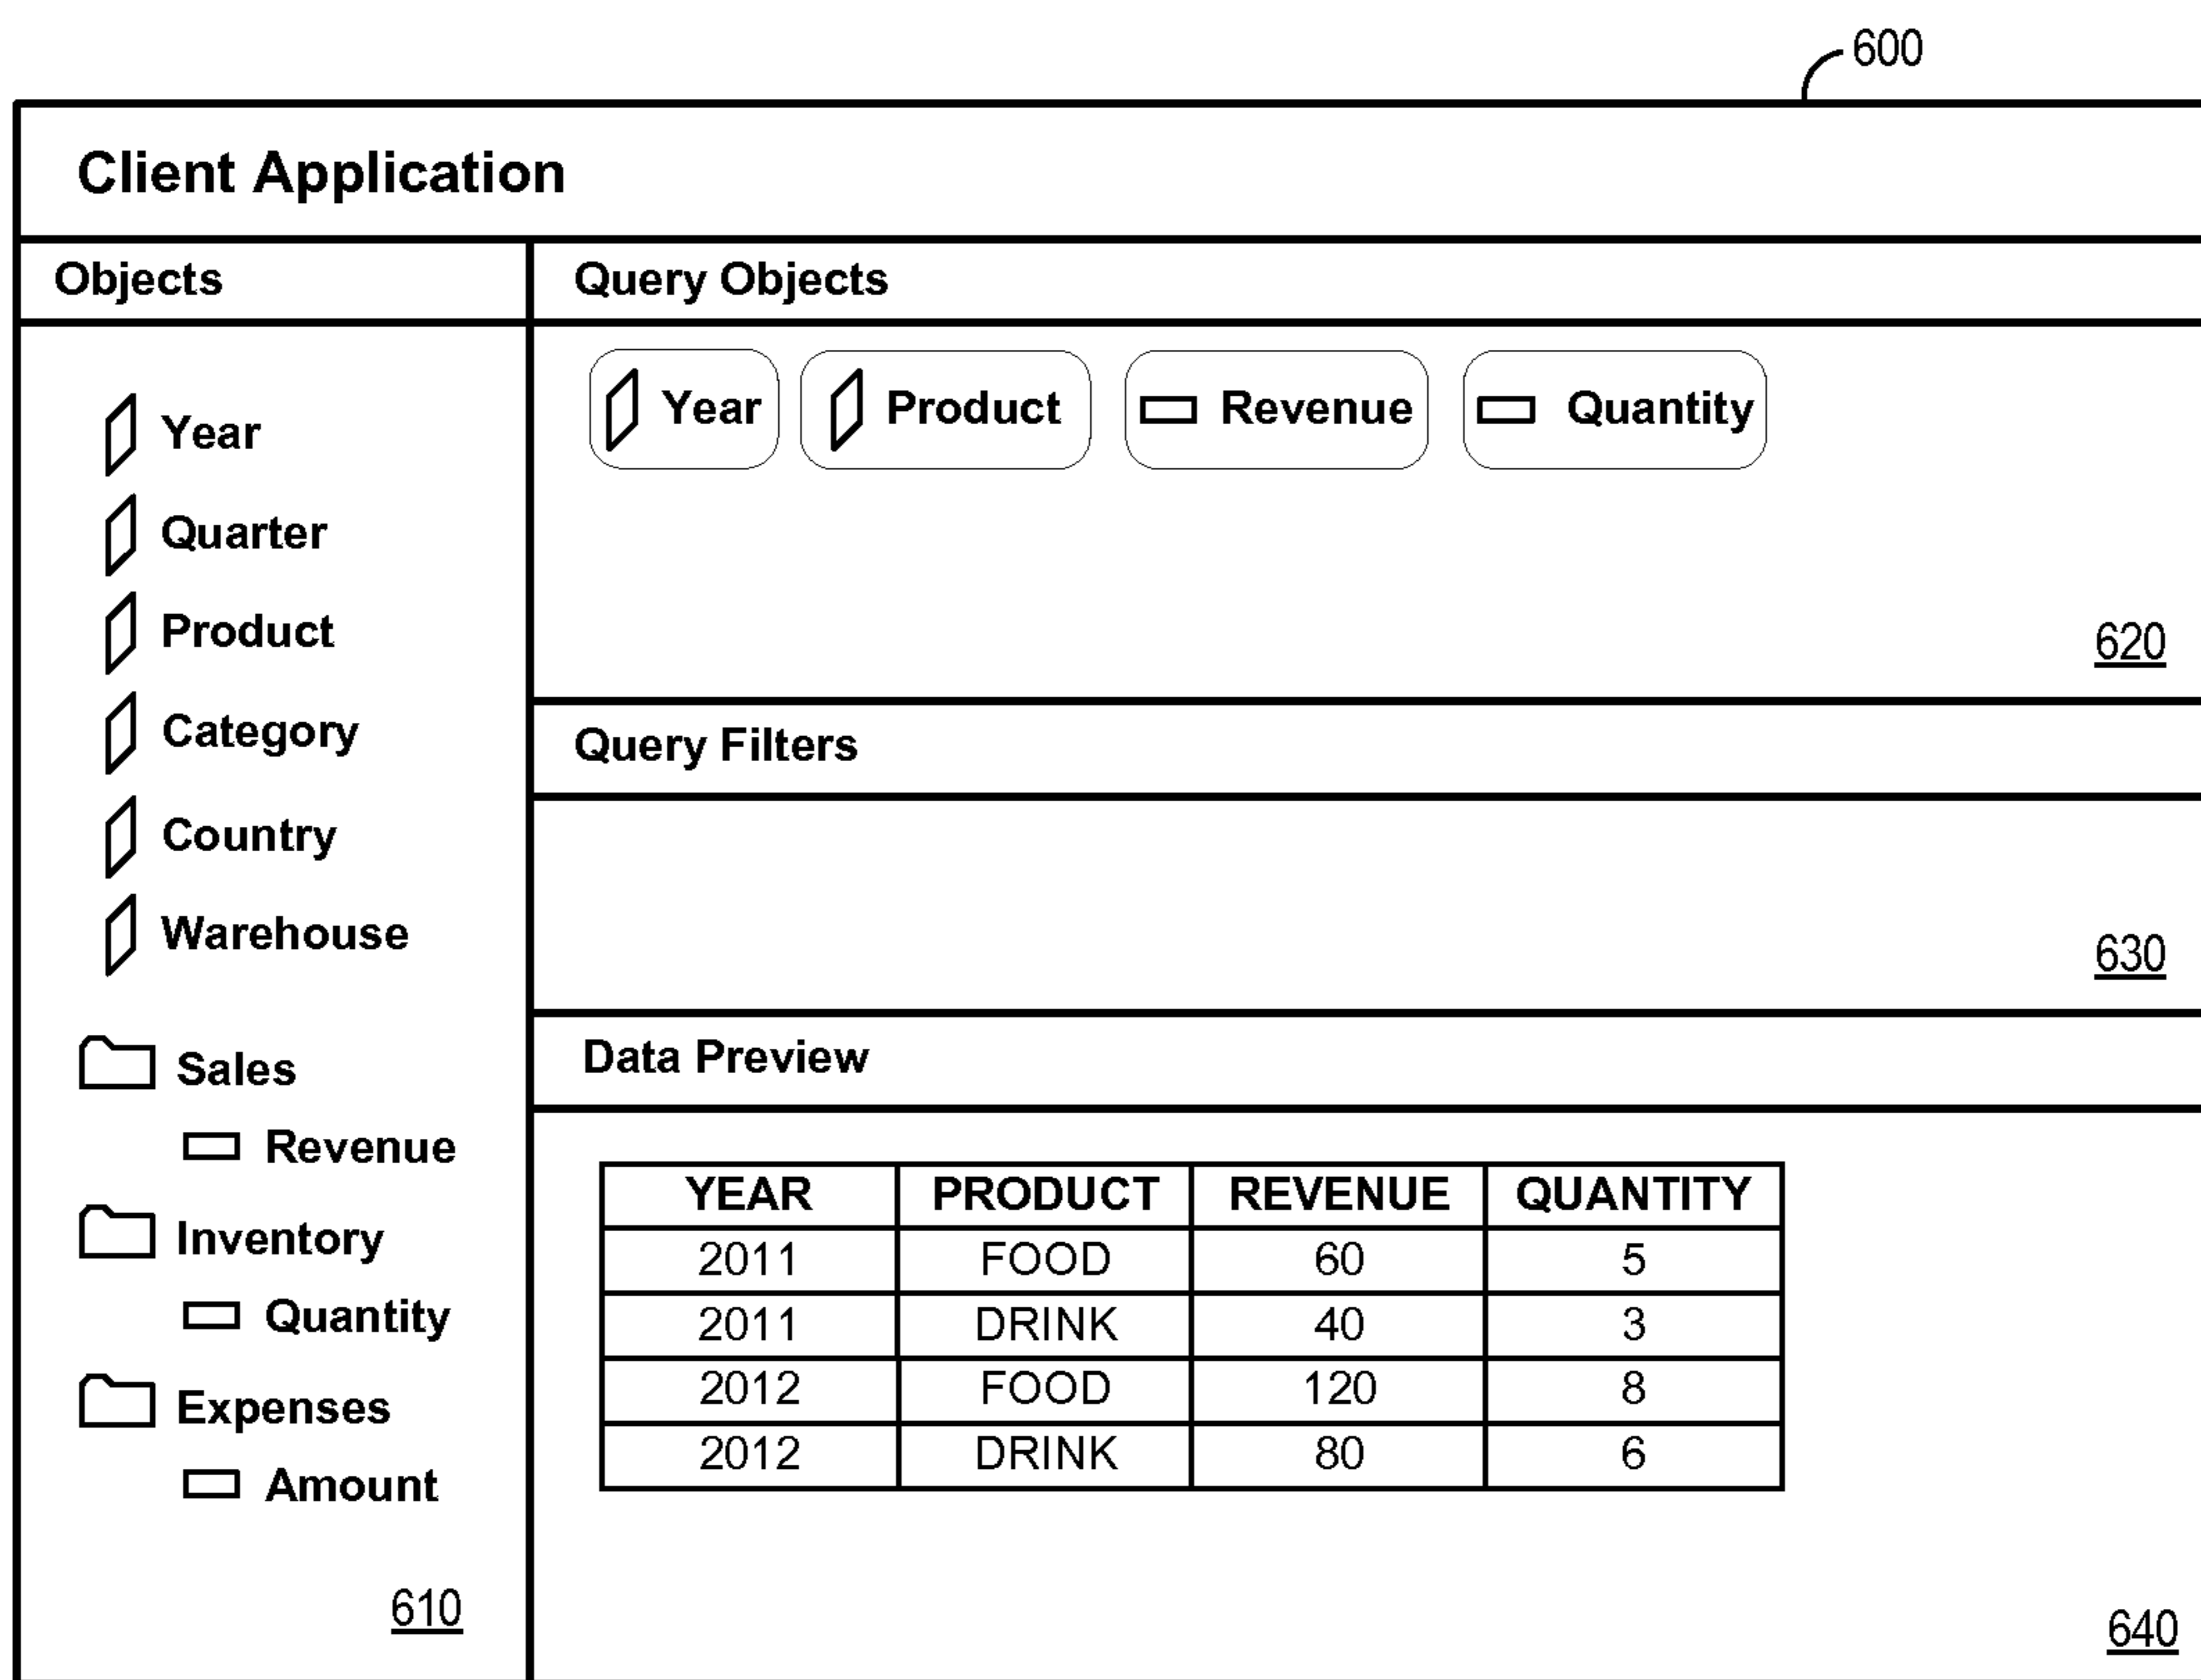 600
Client Application
Objects
Year
Quarter
Product
Category
Country
Warehouse
Sales
Revenue
Inventory
Quantity
Expenses
Amount
610
Query Objects
Year Product Revenue Quantity
620
Query Filters
630
Data Preview
YEAR PRODUCT REVENUE QUANTITY
2011 FOOD 60 5
2011 DRINK 40 3
2012 FOOD 120 8
2012 DRINK 80 6
640